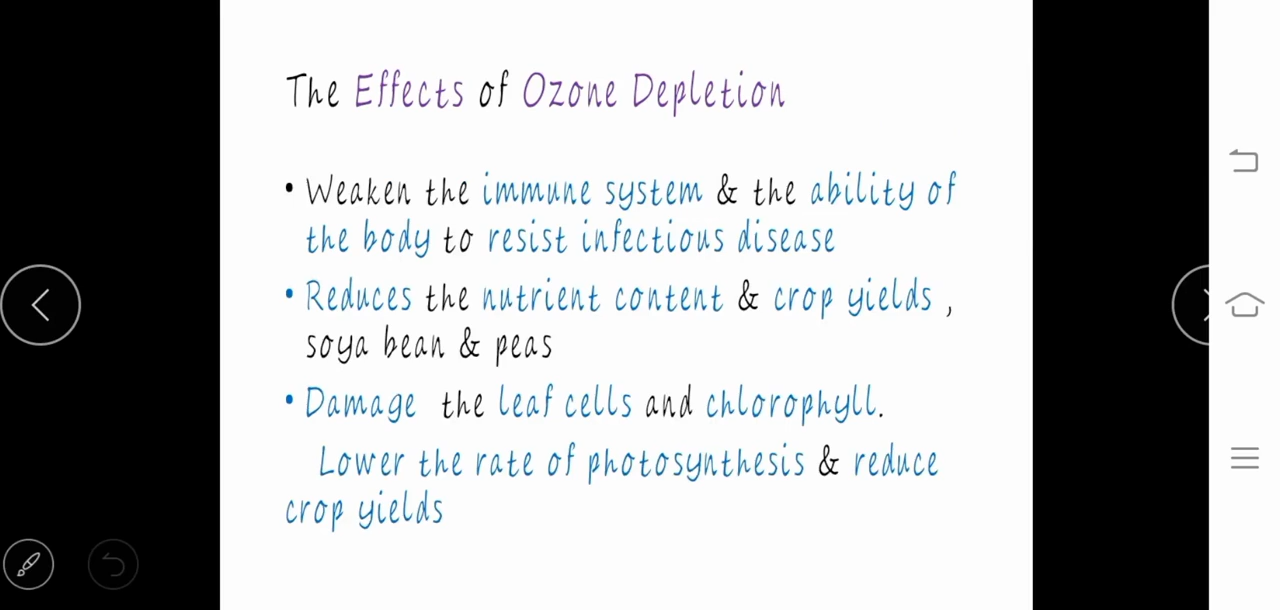 The Effects of Ozone Depletion
• Weaken the immune system & the ability of
the body to resist infectious disease
• Reduces the nutrient content & crop yields ,
soya bean & peas
• Damage the leaf cells and chlorophyll.
Lower the rate of photosynthesis & reduce
crop yields